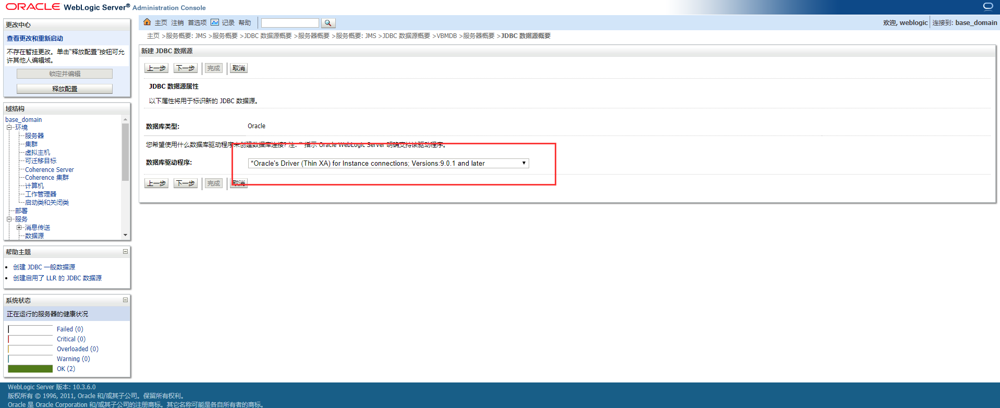 ORACLE WebLogic Server® Administration Console
更改中心
查看更改和重新启动
不存在暂挂更改。单击“释放配置”按钮可允
许其他人编辑域。
锁定并编辑
释放配置
域结构
base_domain
环境
服务器
集群
虚拟主机
可迁移目标
Coherence Server
Coherence 集群
计算机
工作管理器
启动类和关闭类
部署
服务
消息传送
数据源
帮助主题
创建 JDBC 一般数据源
创建启用了 LLR 的 JDBC 数据源
系统状态
正在运行的服务器的健康状况
Failed (0)
Critical (0)
Overloaded (0)
Warning (0)
OK (2)
主页 注销 首选项 记录 帮助
欢迎, weblogic 连接到: base_domain
主页 >服务概要: JMS >服务概要 >JDBC 数据源概要 >服务器概要 >服务概要: JMS >JDBC 数据源概要 >VBMDB >服务器概要 >JDBC 数据源概要
新建 JDBC 数据源
上一步 下一步 完成 取消
JDBC 数据源属性
以下属性将用于标识新的 JDBC 数据源。
数据库类型: Oracle
您希望使用什么数据库驱动程序来创建数据库连接? 注: '*' 指示 Oracle WebLogic Server 明确支持该驱动程序。
数据库驱动程序: *Oracle's Driver (Thin XA) for Instance connections; Versions:9.0.1 and later
上一步 下一步 完成 取消
WebLogic Server 版本: 10.3.6.0
版权所有 © 1996, 2011, Oracle 和/或其子公司。保留所有权利。
Oracle 是 Oracle Corporation 和/或其子公司的注册商标。其它名称可能是各自所有者的商标。